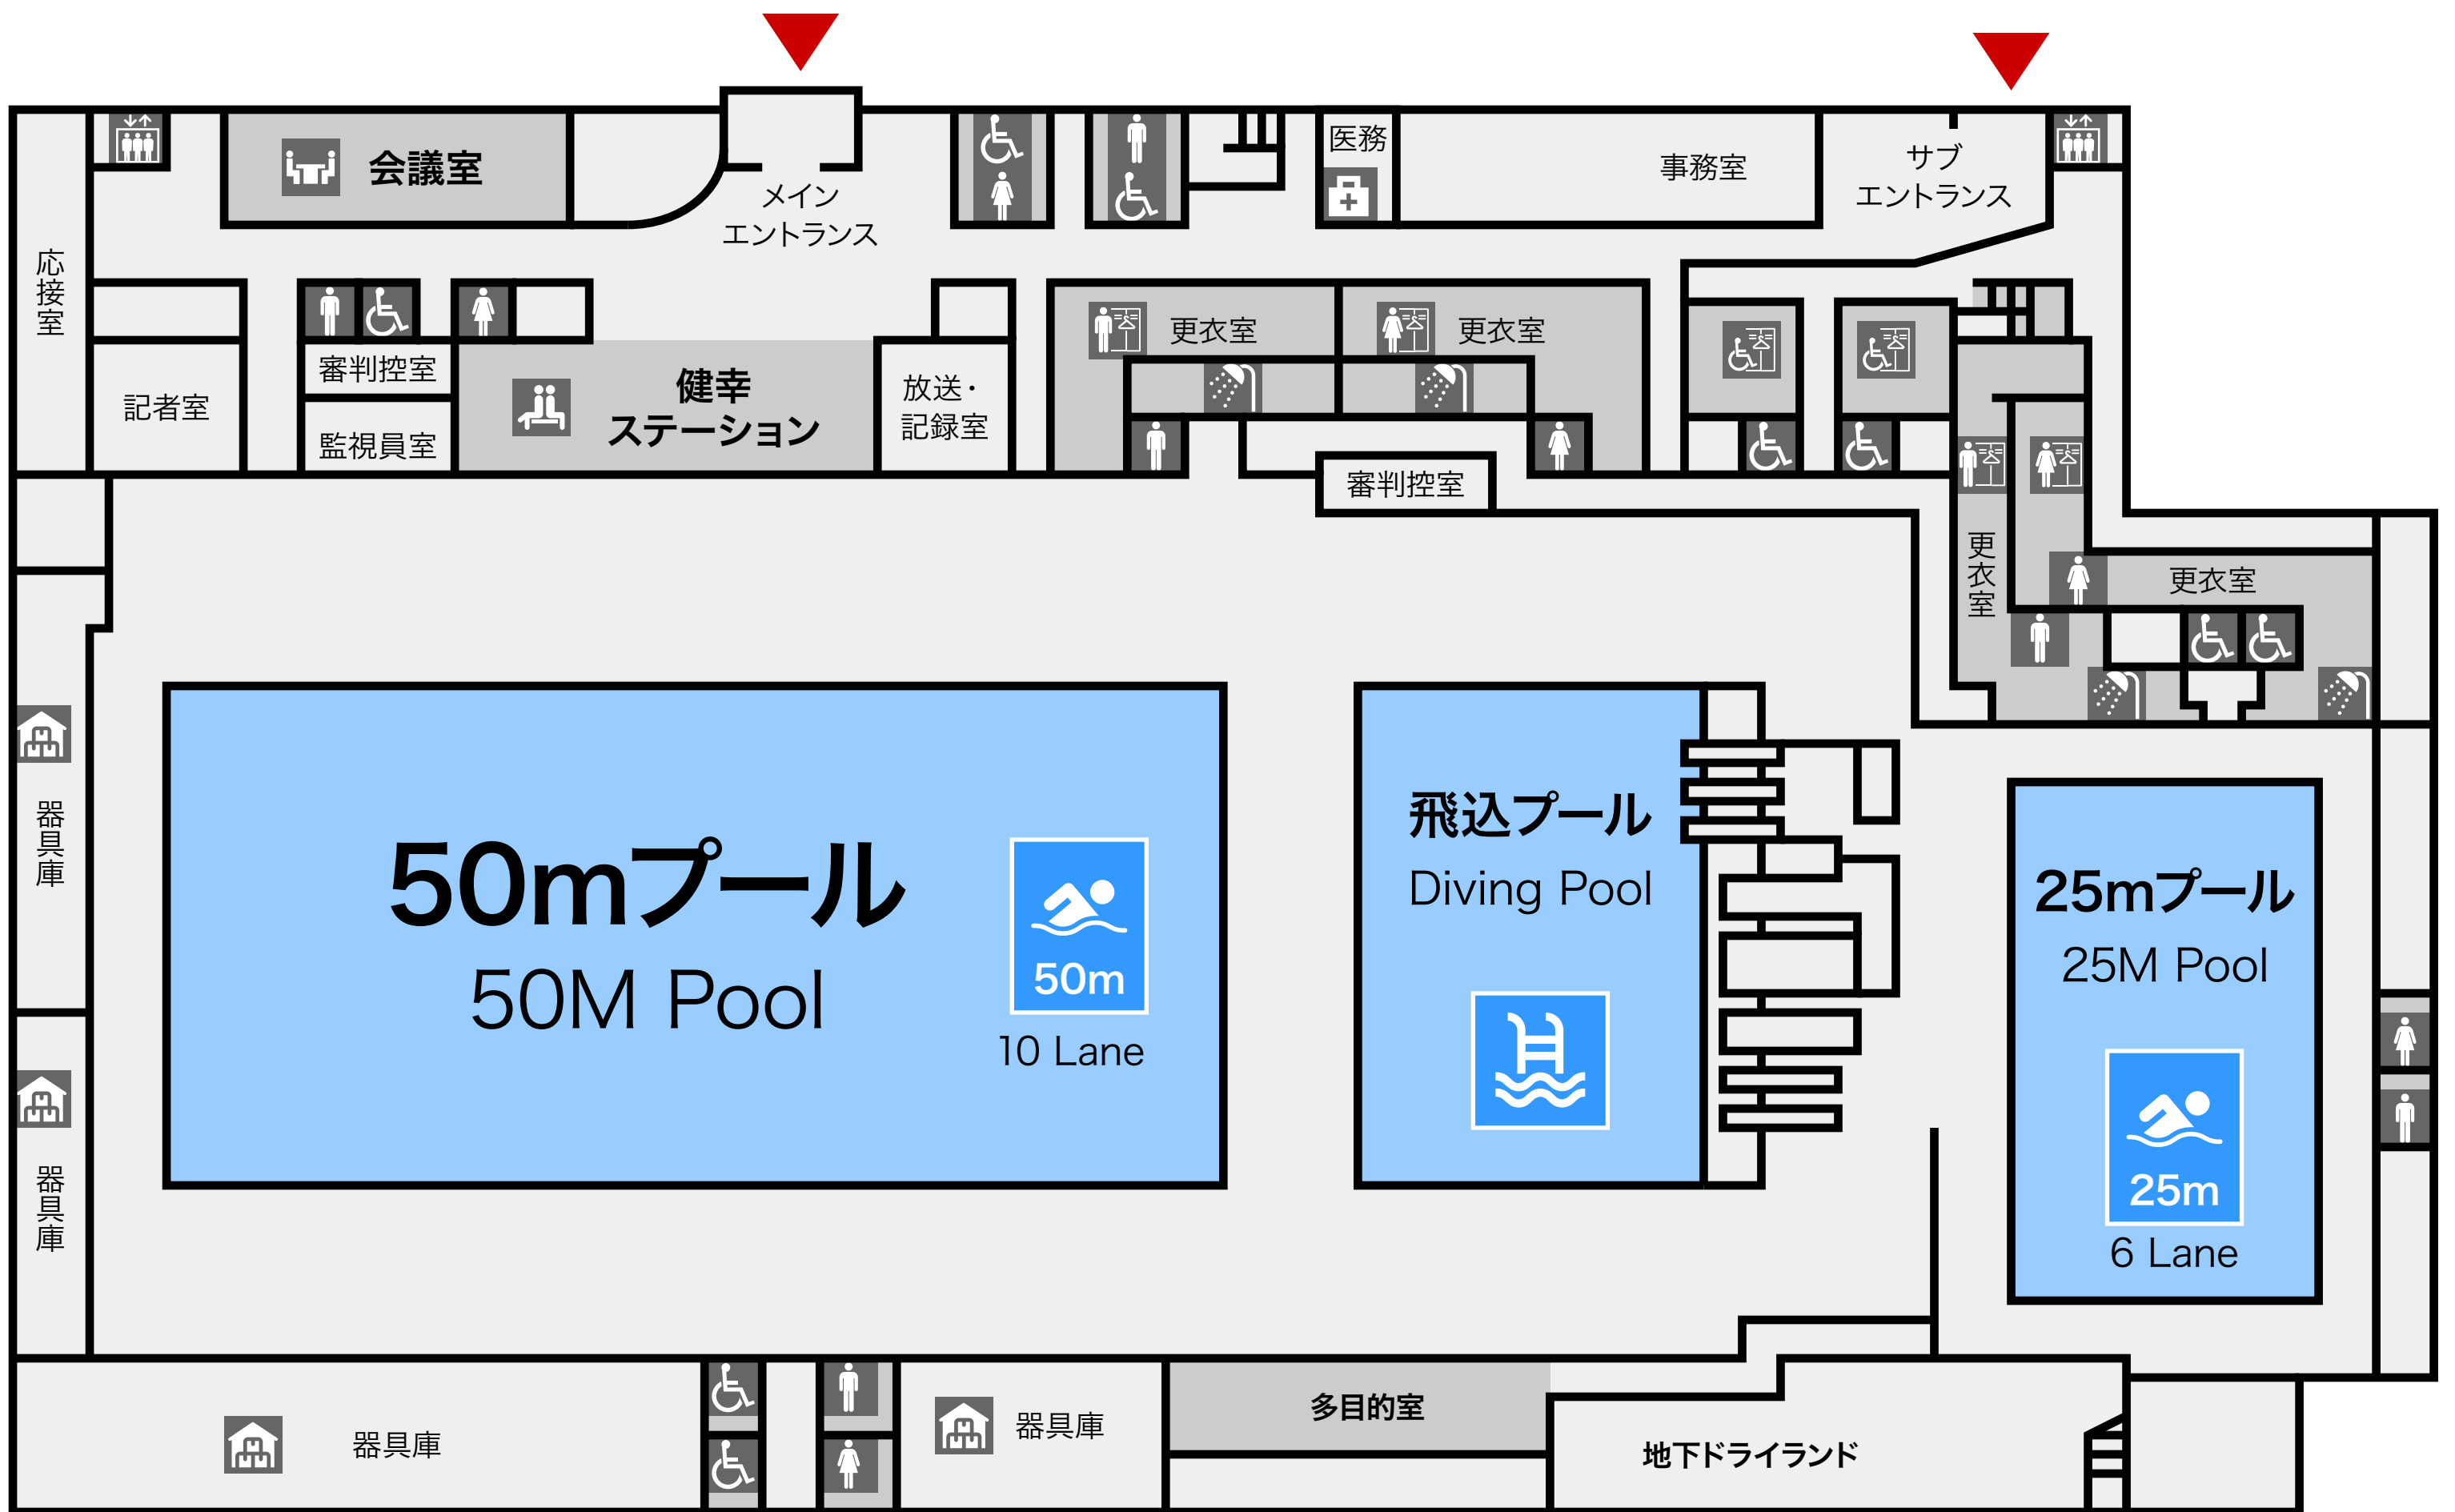 会議室
メイン
エントランス
医務
事務室
サブ
エントランス
応接室
記者室
審判控室
監視員室
健幸
ステーション
放送・
記録室
更衣室
更衣室
審判控室
更衣室
更衣室
器具庫
器具庫
50mプール
50M Pool
50m
10 Lane
飛込プール
Diving Pool
25mプール
25M Pool
25m
6 Lane
器具庫
器具庫
多目的室
地下ドライランド